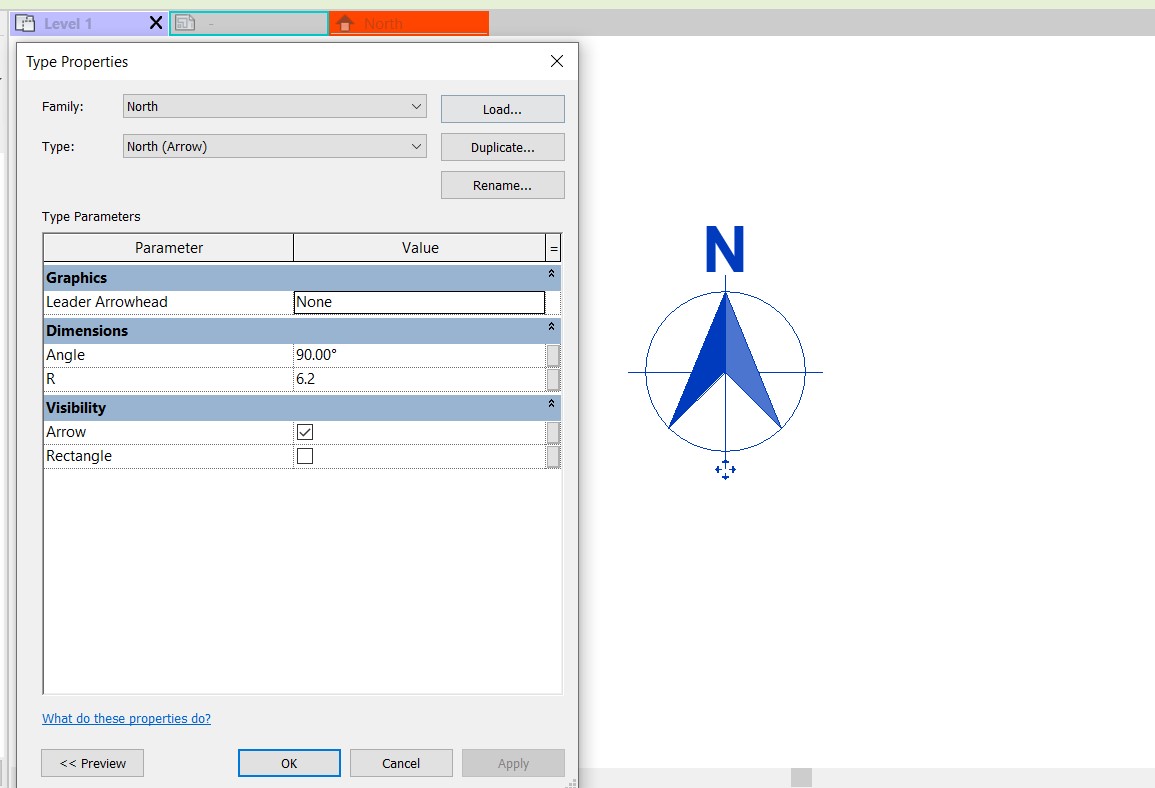 Level 1
-
North
Type Properties
Family:
North
Load...
Type:
North (Arrow)
Duplicate...
Rename...
Type Parameters
Parameter
Value
=
Graphics
Leader Arrowhead
None
Dimensions
Angle
90.00°
R
6.2
Visibility
Arrow
Rectangle
What do these properties do?
<< Preview
OK
Cancel
Apply
N